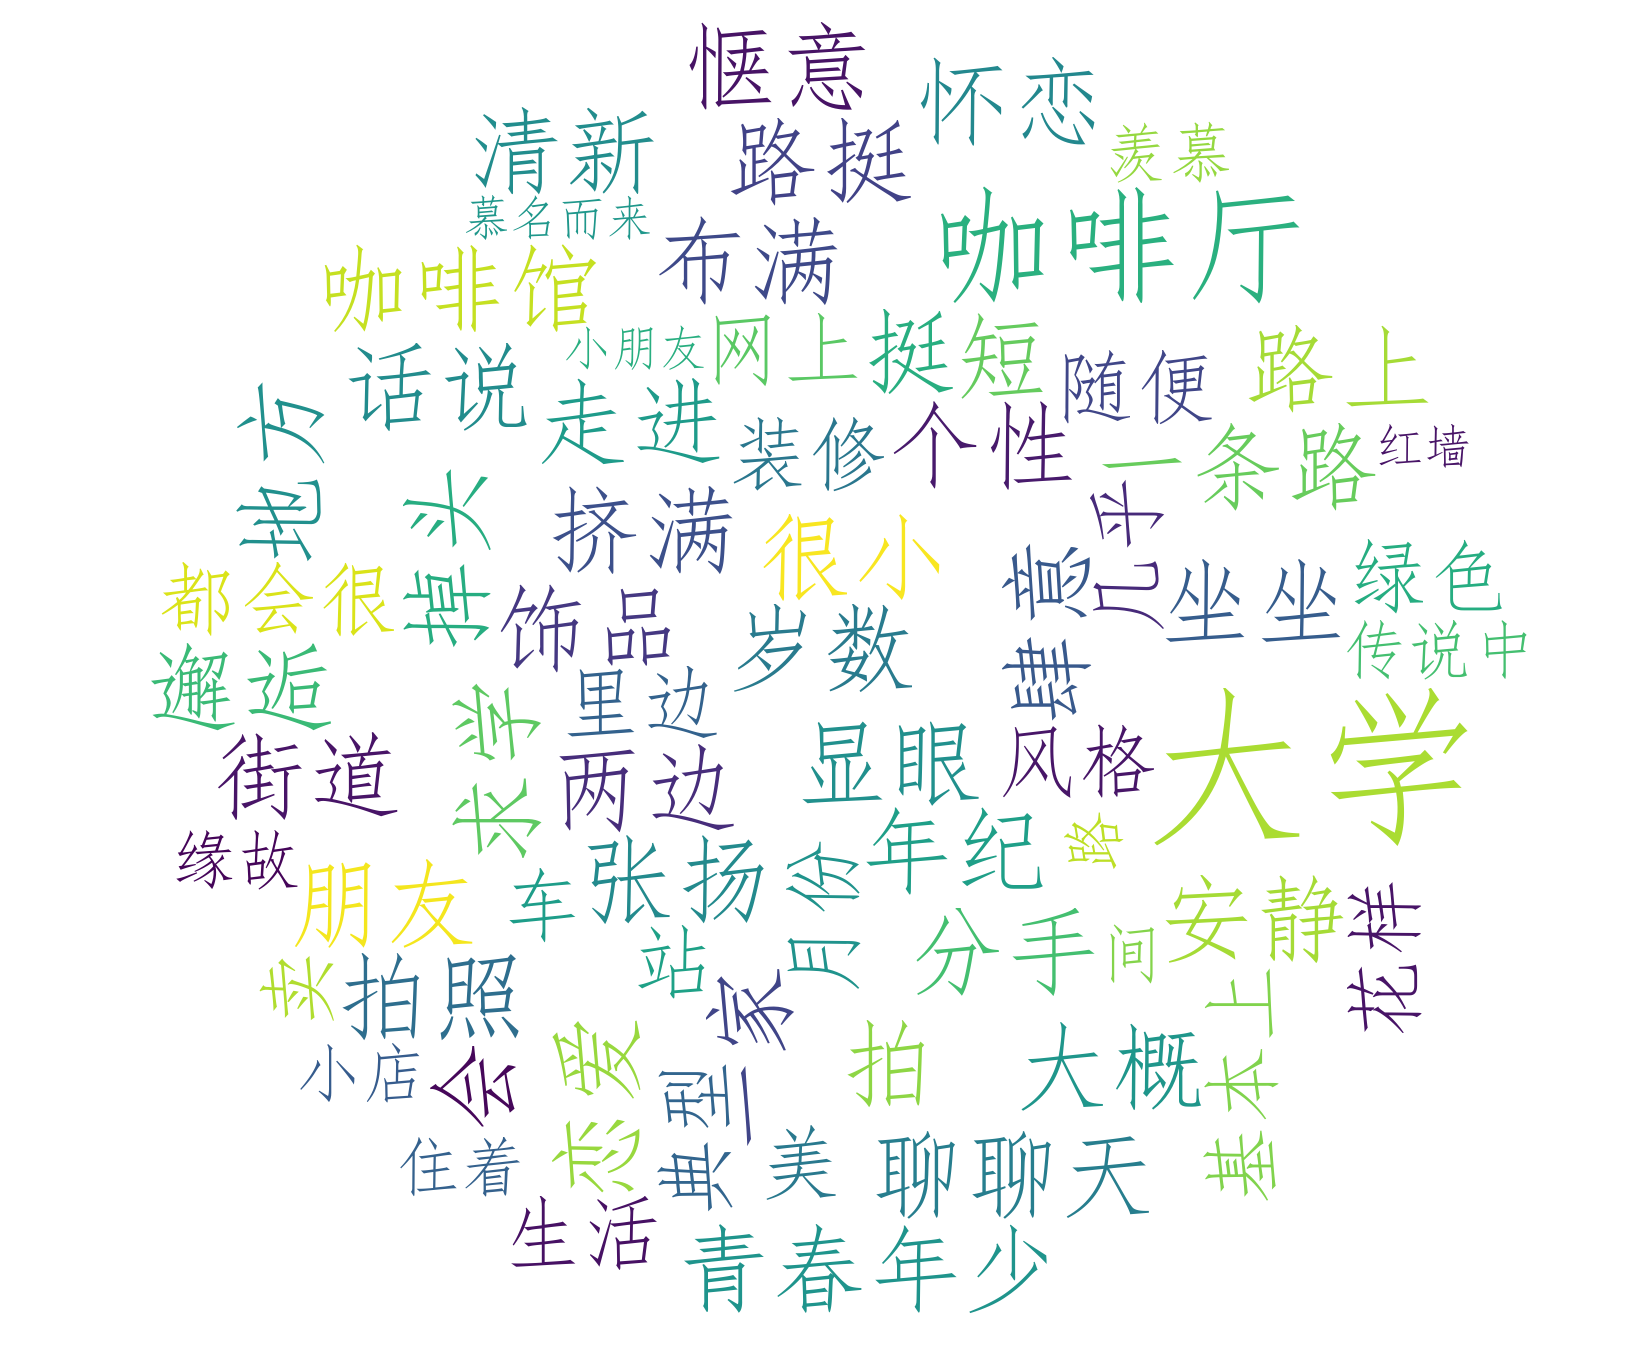 惬意
怀恋
清新
路挺
羡慕
慕名而来
布满
咖啡厅
咖啡馆
小朋友
网上
挺短
话说
随便
路上
走进
地方
装修
个性
一条路
红墙
掉头
挤满
很小
几乎
肆意
坐坐
绿色
都会很
饰品
岁数
传说中
邂逅
里边
求学
大学
街道
两边
显眼
风格
缘故
朋友
车
张扬
月份
年纪
路
安静
花样
卖
拍照
站
一家
分手
间
基本上
小店
会
恋爱
典型
拍
大概
住着
美
聊聊天
生活
青春年少